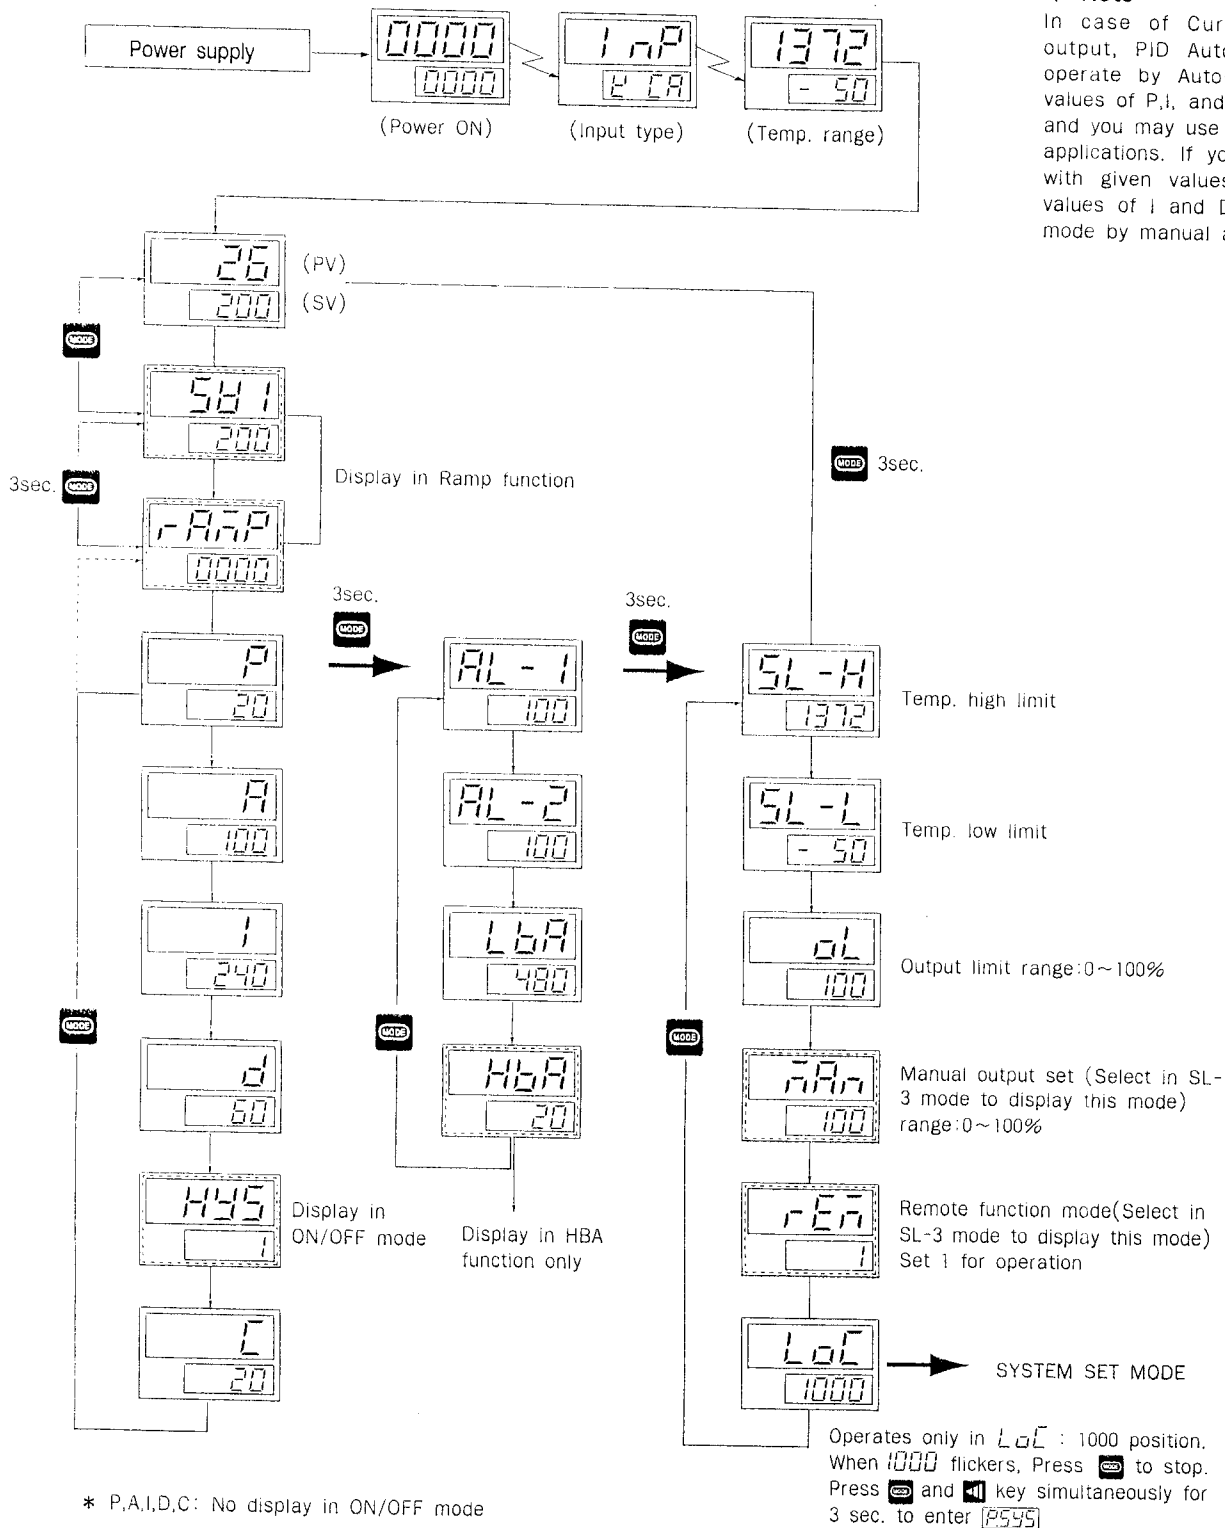 Note
In case of Cur
output, PID Auto
operate by Auto
values of P,I, and
and you may use
applications. If yo
with given values
values of I and D
mode by manual a
Power supply
0000
0000
(Power ON)
InP
CA
(Input type)
1372
- 50
(Temp. range)
26
(PV)
200
(SV)
MODE
SV1
200
3sec.
MODE
Display in Ramp function
MODE
3sec.
rAmP
0000
3sec.
MODE
3sec.
MODE
P
20
AL-1
100
SL-H
1372
Temp. high limit
A
100
AL-2
100
SL-L
- 50
Temp. low limit
I
240
LbA
480
oL
100
Output limit range:0~100%
MODE
MODE
MODE
d
60
HbA
20
mAn
100
Manual output set (Select in SL-
3 mode to display this mode)
range:0~100%
HYS
1
Display in
ON/OFF mode
Display in HBA
function only
rEm
1
Remote function mode(Select in
SL-3 mode to display this mode)
Set 1 for operation
C
20
LoC
1000
SYSTEM SET MODE
Operates only in LoC : 1000 position.
When 1000 flickers, Press to stop.
Press and key simultaneously for
3 sec. to enter PSYS
* P,A,I,D,C: No display in ON/OFF mode